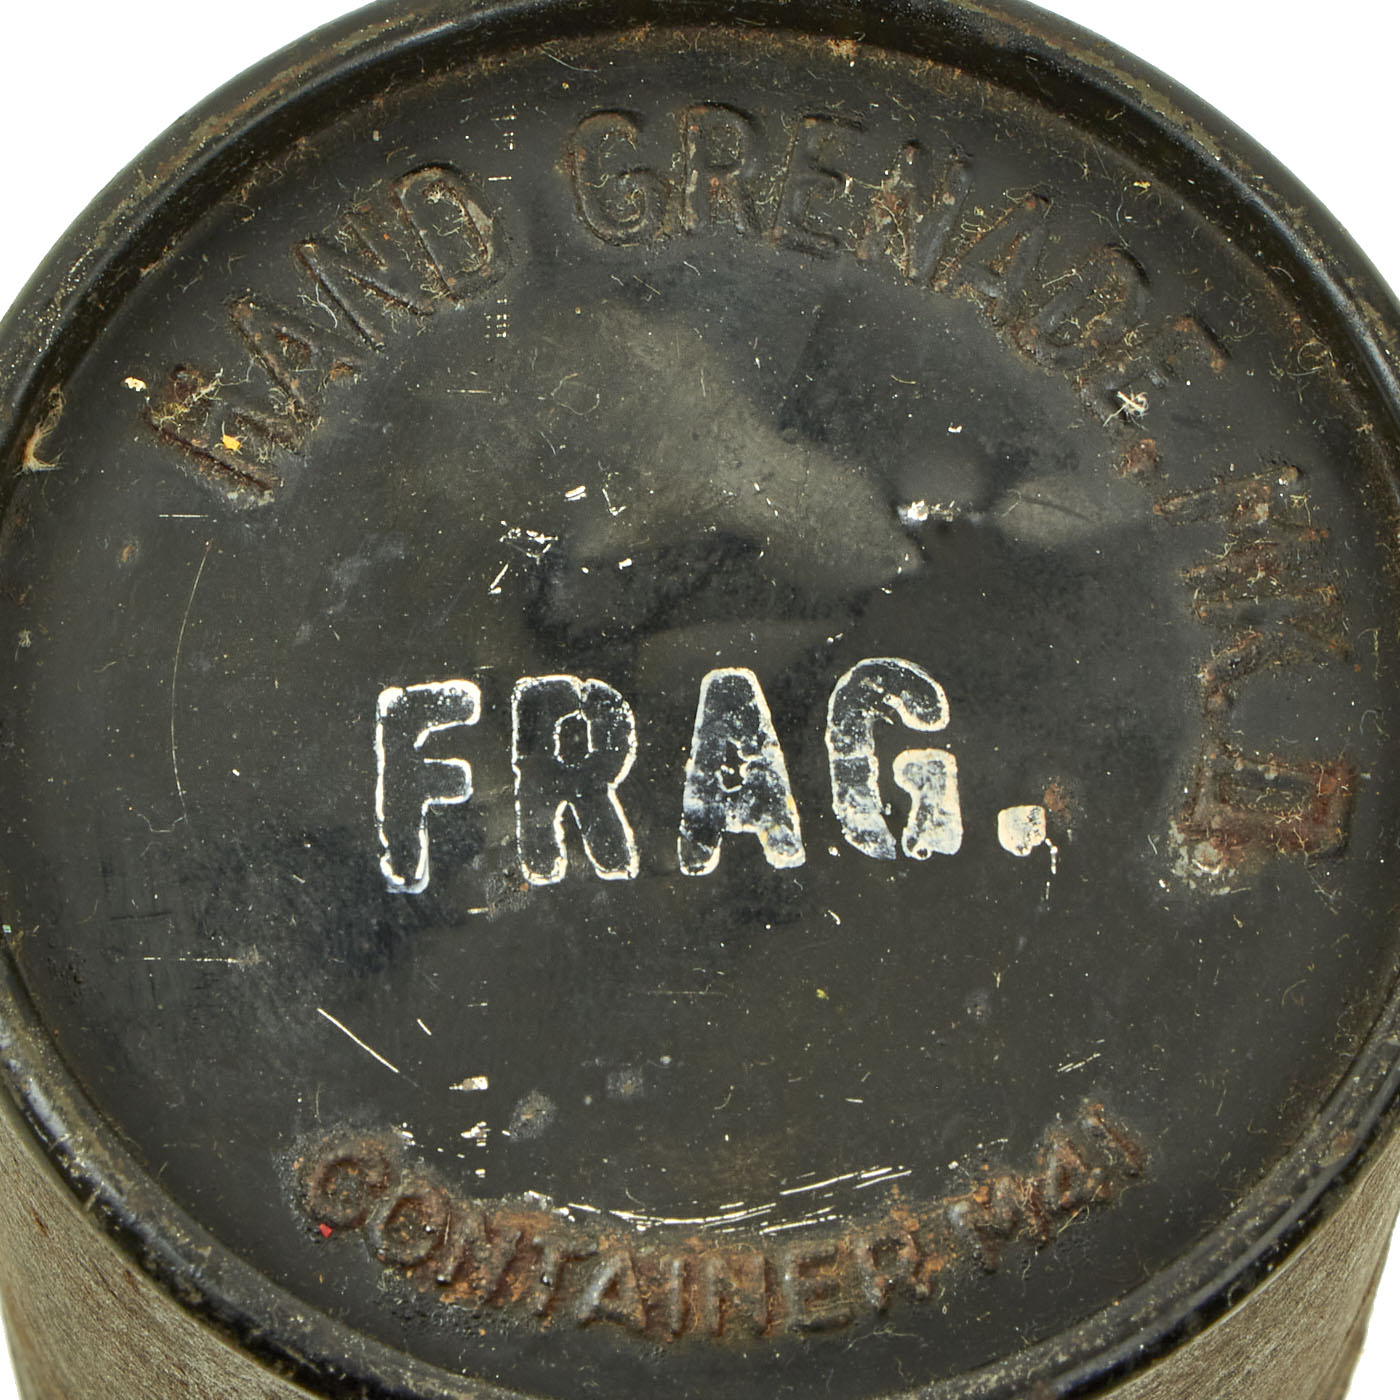 HAND GRENADE, MK.II
FRAG.
CONTAINER M41